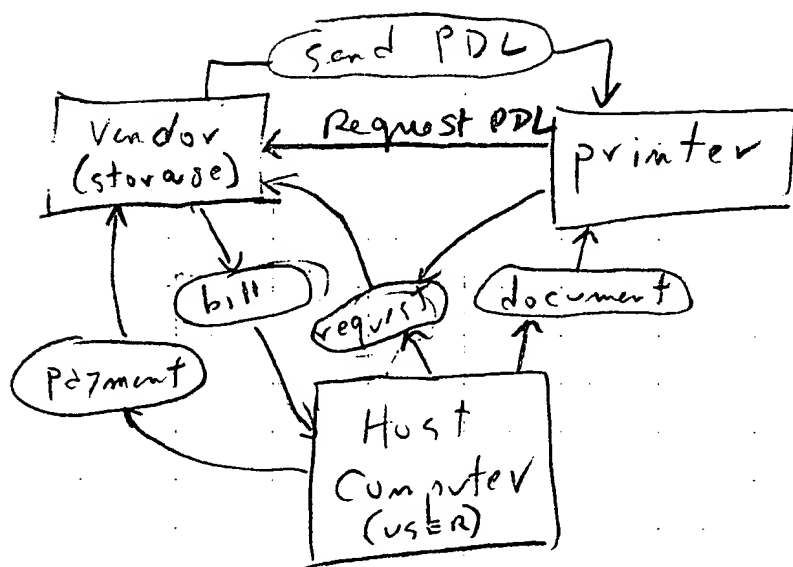 send PDL
Vendor
(storage)
Request PDL
printer
bill
request
document
payment
Host
Computer
(USER)